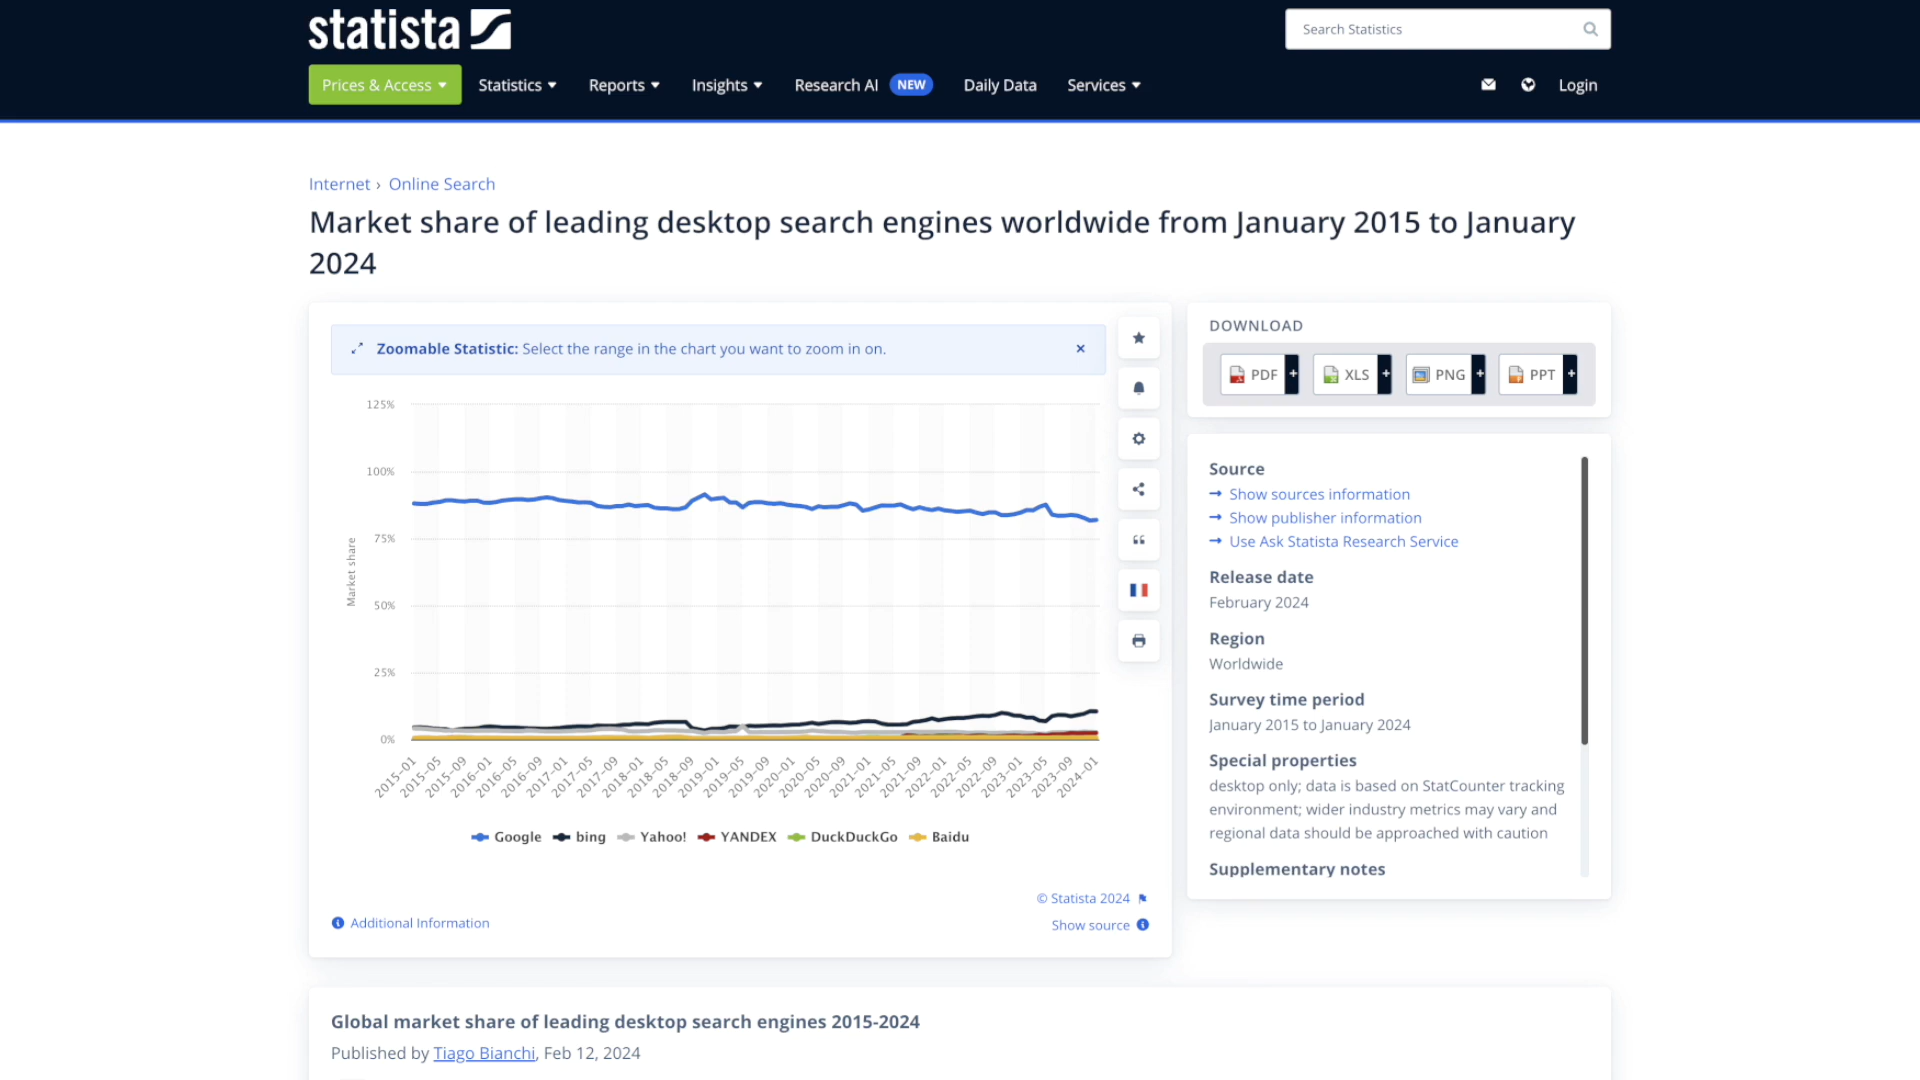 statista
Search Statistics
Prices & Access
Statistics
Reports
Insights
Research AI NEW
Daily Data
Services
Login
Internet › Online Search
Market share of leading desktop search engines worldwide from January 2015 to January
2024
Zoomable Statistic: Select the range in the chart you want to zoom in on.
×
125%
100%
75%
50%
25%
0%
Market share
2015-01
2015-05
2015-09
2016-01
2016-05
2016-09
2017-01
2017-05
2017-09
2018-01
2018-05
2018-09
2019-01
2019-05
2019-09
2020-01
2020-05
2020-09
2021-01
2021-05
2021-09
2022-01
2022-05
2022-09
2023-01
2023-05
2023-09
2024-01
Google bing Yahoo! YANDEX DuckDuckGo Baidu
© Statista 2024
Additional Information
Show source
DOWNLOAD
PDF + XLS + PNG + PPT +
Source
→ Show sources information
→ Show publisher information
→ Use Ask Statista Research Service
Release date
February 2024
Region
Worldwide
Survey time period
January 2015 to January 2024
Special properties
desktop only; data is based on StatCounter tracking
environment; wider industry metrics may vary and
regional data should be approached with caution
Supplementary notes
Global market share of leading desktop search engines 2015-2024
Published by Tiago Bianchi, Feb 12, 2024